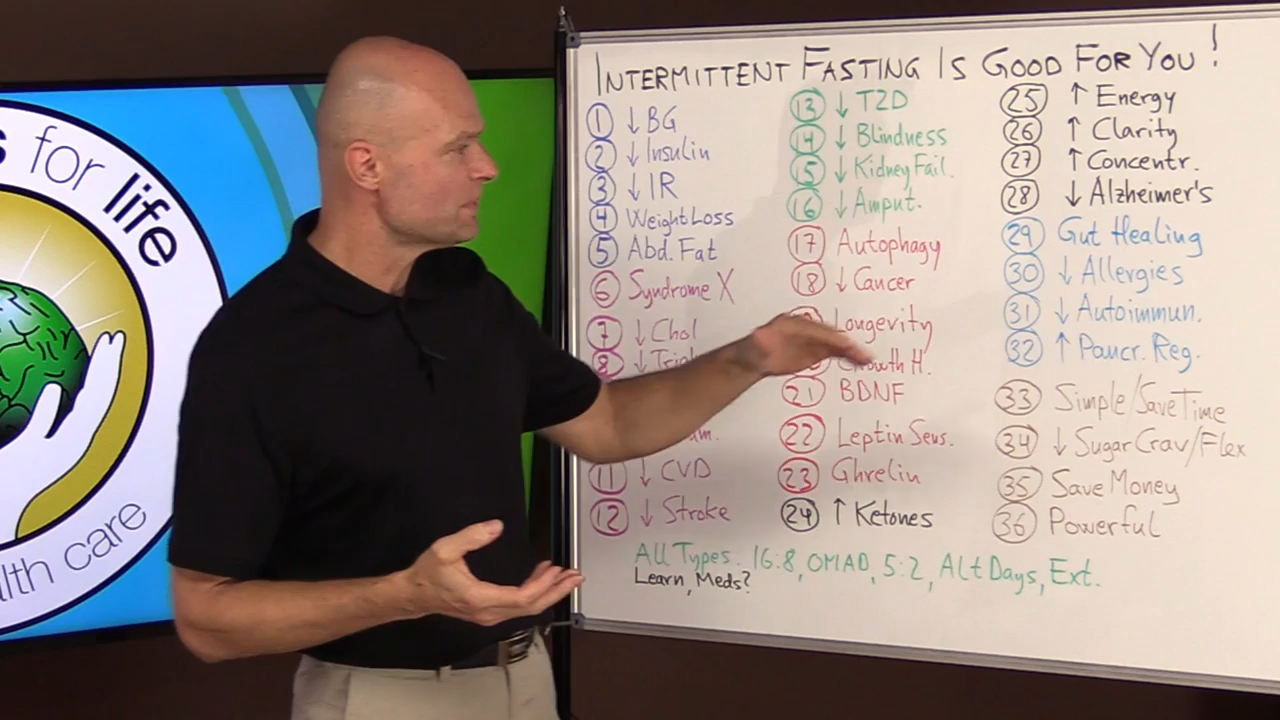 INTERMITTENT FASTING IS GOOD FOR YOU!
1 ↓ BG
2 ↓ Insulin
3 ↓ IR
4 Weight Loss
5 Abd. Fat
6 Syndrome X
7 ↓ Chol
8 ↓
11 ↓ CVD
12 ↓ Stroke
13 ↓ T2D
14 ↓ Blindness
15 ↓ Kidney Fail.
16 ↓ Amput.
17 Autophagy
18 ↓ Cancer
Longevity
Growth H.
21 BDNF
22 Leptin Sens.
23 Ghrelin
24 ↑ Ketones
25 ↑ Energy
26 ↑ Clarity
27 ↑ Concentr.
28 ↓ Alzheimer's
29 Gut Healing
30 ↓ Allergies
31 ↓ Autoimmun.
32 ↑ Pancr. Reg.
33 Simple/Save Time
34 ↓ Sugar Crav/Flex
35 Save Money
36 Powerful
All Types. 16:8, OMAD, 5:2, Alt Days, Ext.
Learn, Meds?
for life
care